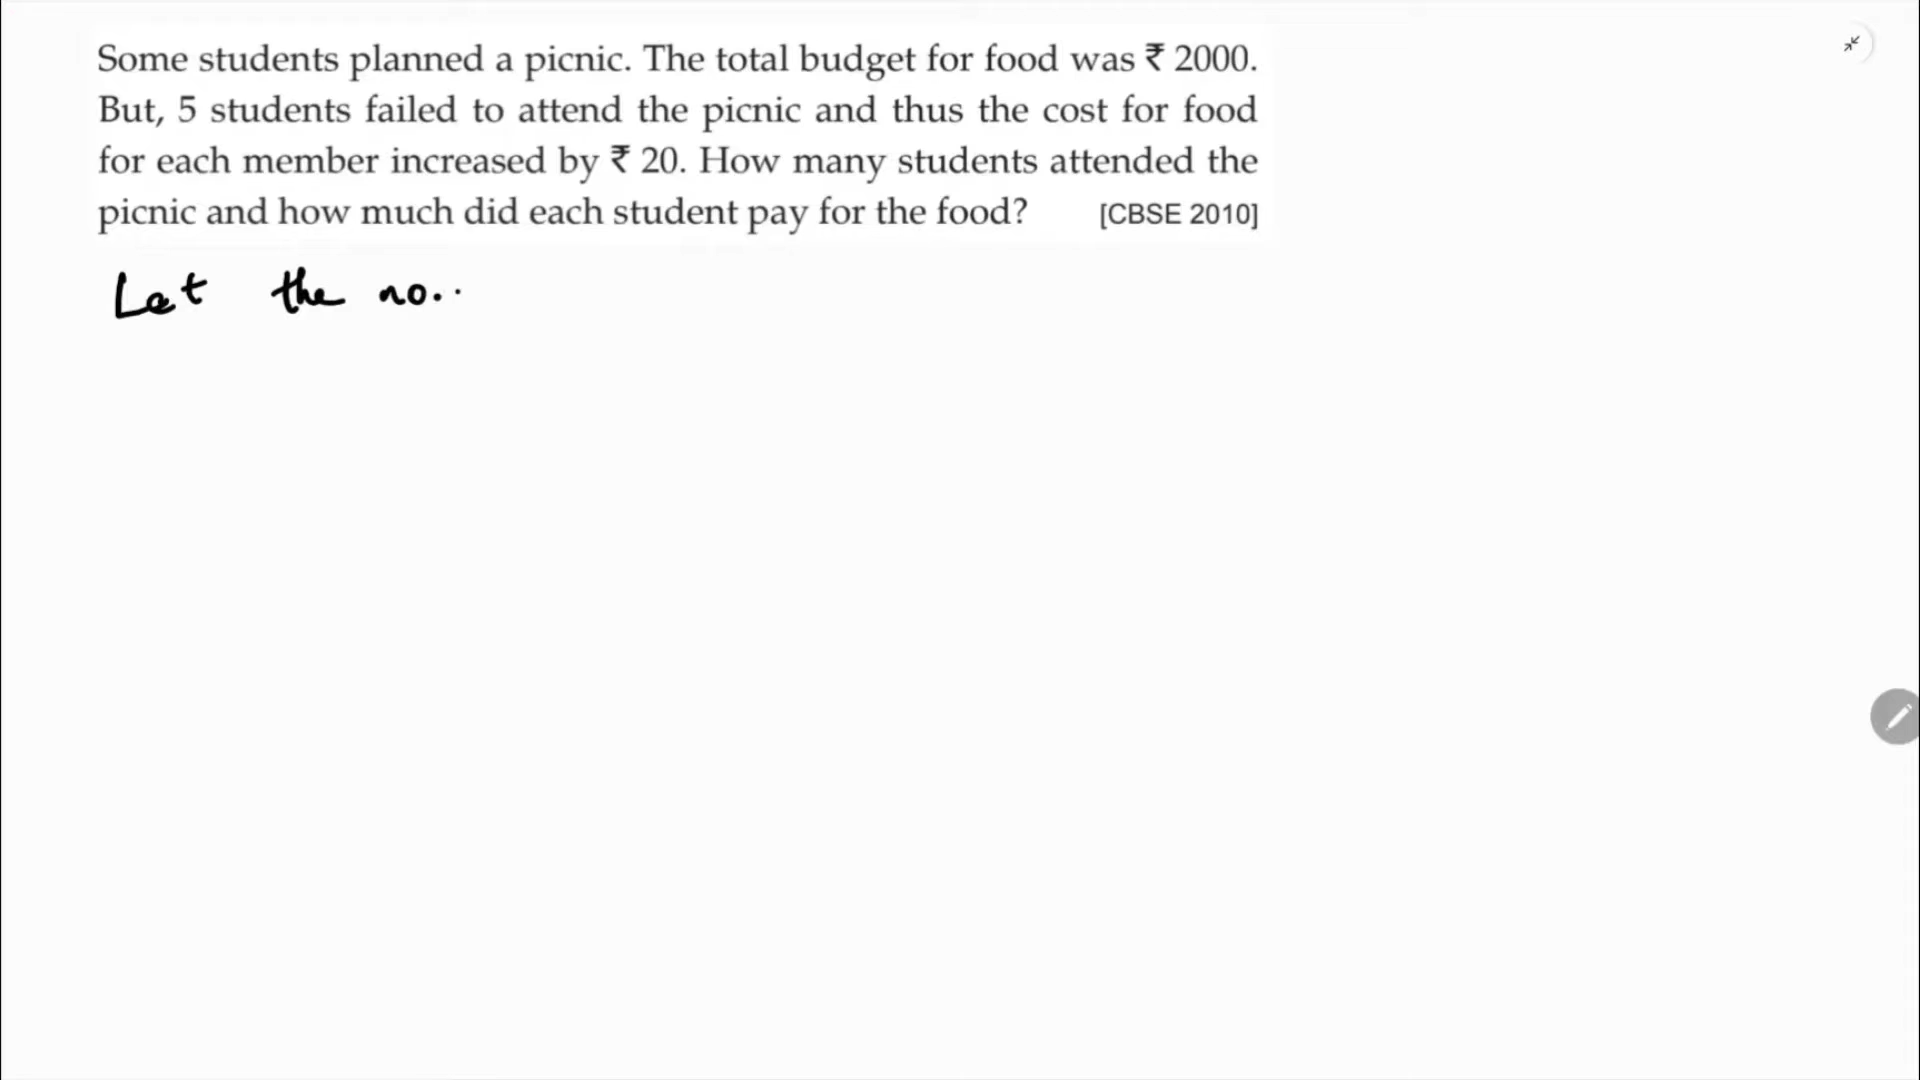 Some students planned a picnic. The total budget for food was ₹ 2000.
But, 5 students failed to attend the picnic and thus the cost for food
for each member increased by ₹ 20. How many students attended the
picnic and how much did each student pay for the food? [CBSE 2010]
Let the no..